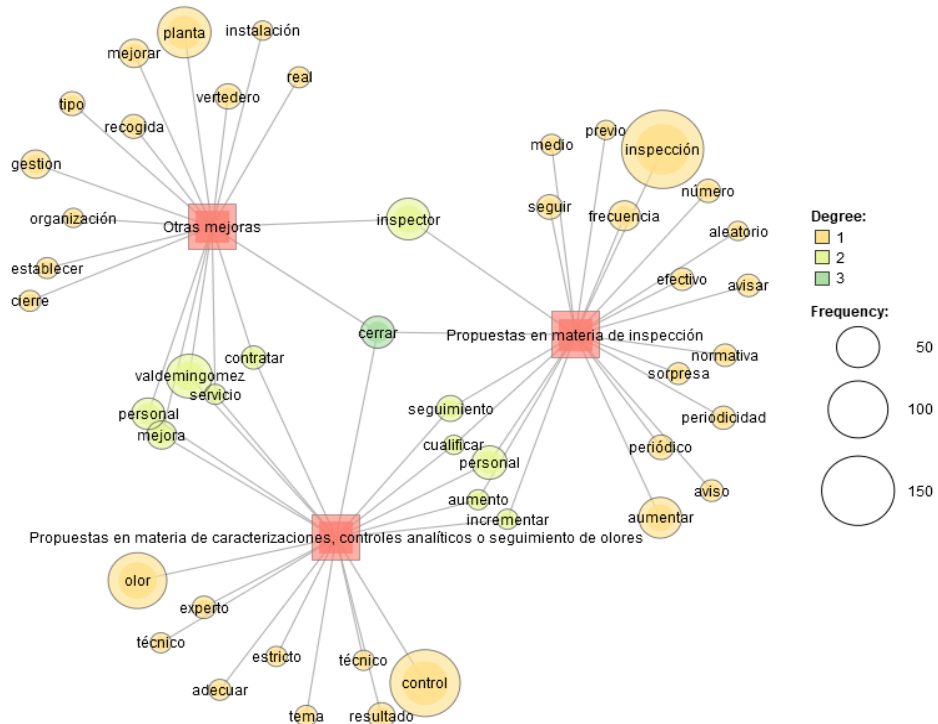 planta
instalación
mejorar
real
tipo
vertedero
recogida
gestion
organización
Otras mejoras
establecer
cierre
inspector
medio
previo
inspección
seguir
frecuencia
número
aleatorio
efectivo
avisar
Propuestas en materia de inspección
normativa
sorpresa
periodicidad
periódico
aviso
aumentar
cerrar
contratar
valdemingomez
servicio
personal
mejora
seguimiento
cualificar
personal
aumento
incrementar
Propuestas en materia de caracterizaciones, controles analíticos o seguimiento de olores
olor
experto
técnico
estricto
técnico
adecuar
control
tema
resultado
Degree:
1
2
3
Frequency:
50
100
150